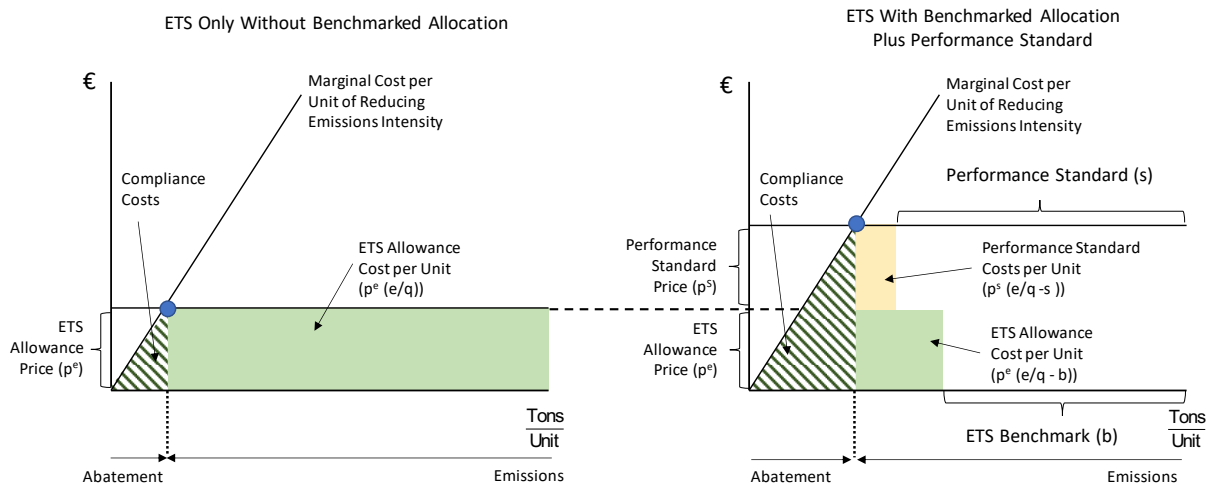 ETS Only Without Benchmarked Allocation
€
Marginal Cost per
Unit of Reducing
Emissions Intensity
Compliance
Costs
ETS Allowance
Cost per Unit
(pᵉ (e/q))
ETS
Allowance
Price (pᵉ)
Tons
Unit
Abatement
Emissions
ETS With Benchmarked Allocation
Plus Performance Standard
€
Marginal Cost per
Unit of Reducing
Emissions Intensity
Compliance
Costs
Performance Standard (s)
Performance
Standard
Price (pˢ)
Performance Standard
Costs per Unit
(pˢ (e/q -s ))
ETS
Allowance
Price (pᵉ)
ETS Allowance
Cost per Unit
(pᵉ (e/q - b))
ETS Benchmark (b)
Tons
Unit
Abatement
Emissions